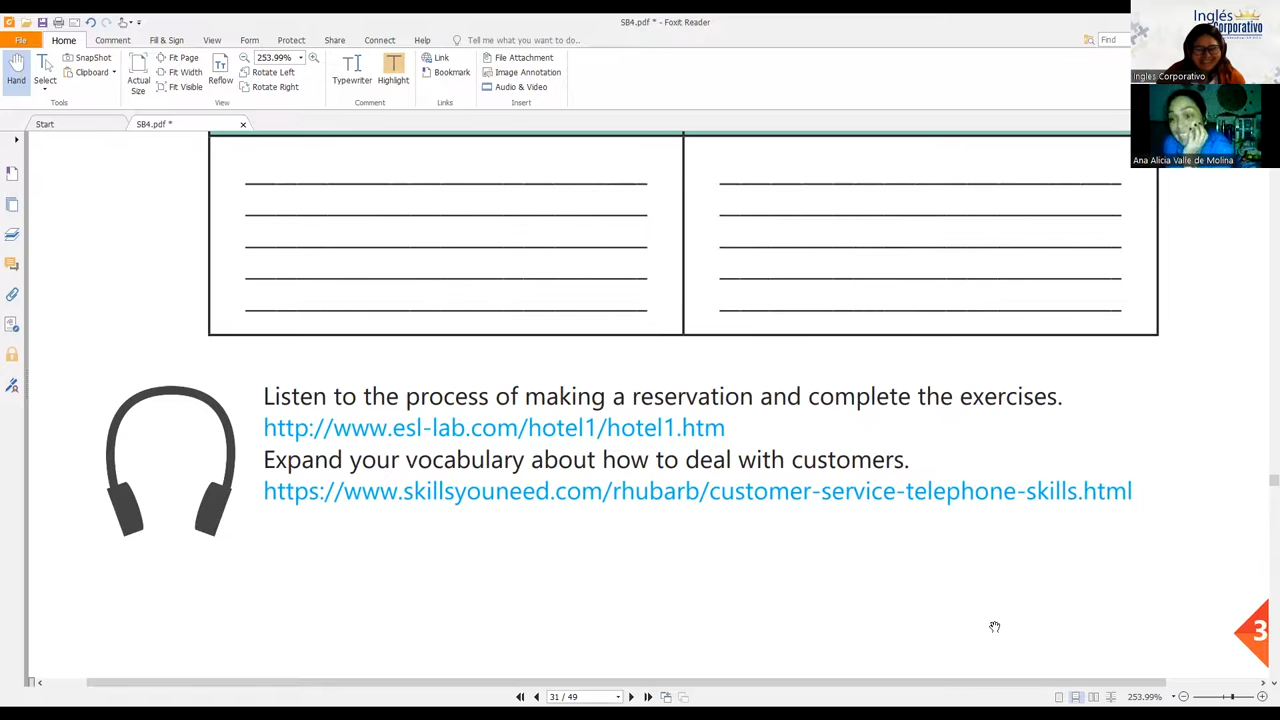 SB4.pdf * - Foxit Reader
File Home Comment Fill & Sign View Form Protect Share Connect Help Tell me what you want to do.. Find
Hand
Select
SnapShot
Clipboard
Tools
Actual Size
Fit Page
Fit Width
Fit Visible
Reflow
253.99%
Rotate Left
Rotate Right
View
Typewriter
Highlight
Comment
Link
Bookmark
Links
File Attachment
Image Annotation
Audio & Video
Insert
Inglés
Corporativo
Ingles Corporativo
Ana Alicia Valle de Molina
Start
SB4.pdf *
Listen to the process of making a reservation and complete the exercises.
http://www.esl-lab.com/hotel1/hotel1.htm
Expand your vocabulary about how to deal with customers.
https://www.skillsyouneed.com/rhubarb/customer-service-telephone-skills.html
3
31 / 49
253.99%